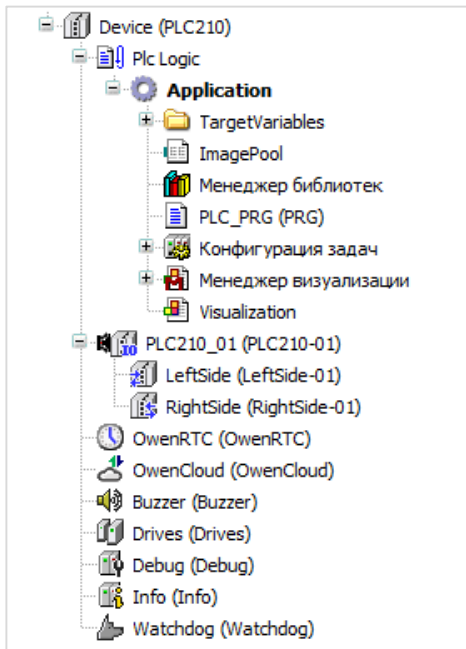 Device (PLC210)
Plc Logic
Application
TargetVariables
ImagePool
Менеджер библиотек
PLC_PRG (PRG)
Конфигурация задач
Менеджер визуализации
Visualization
PLC210_01 (PLC210-01)
LeftSide (LeftSide-01)
RightSide (RightSide-01)
OwenRTC (OwenRTC)
OwenCloud (OwenCloud)
Buzzer (Buzzer)
Drives (Drives)
Debug (Debug)
Info (Info)
Watchdog (Watchdog)